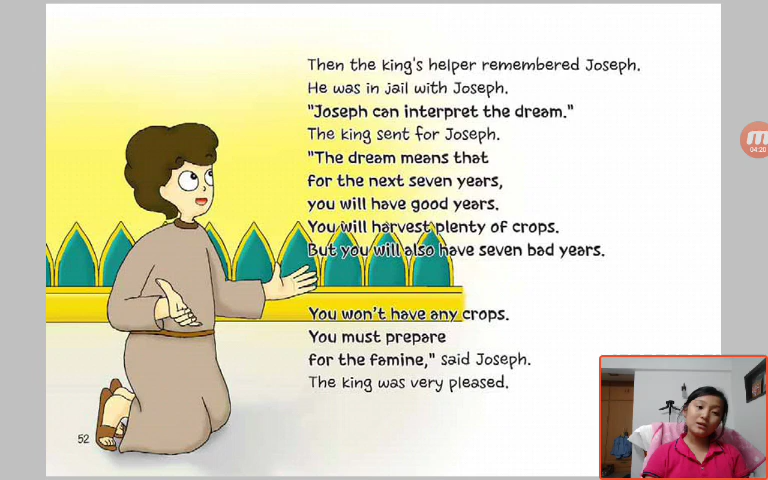 Then the king's helper remembered Joseph.
He was in jail with Joseph.
"Joseph can interpret the dream."
The king sent for Joseph.
"The dream means that
for the next seven years,
you will have good years.
You will harvest plenty of crops.
But you will also have seven bad years.
You won't have any crops.
You must prepare
for the famine," said Joseph.
The king was very pleased.
52
04:20